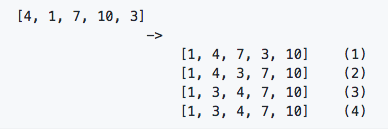 [4, 1, 7, 10, 3]
->
[1, 4, 7, 3, 10] (1)
[1, 4, 3, 7, 10] (2)
[1, 3, 4, 7, 10] (3)
[1, 3, 4, 7, 10] (4)